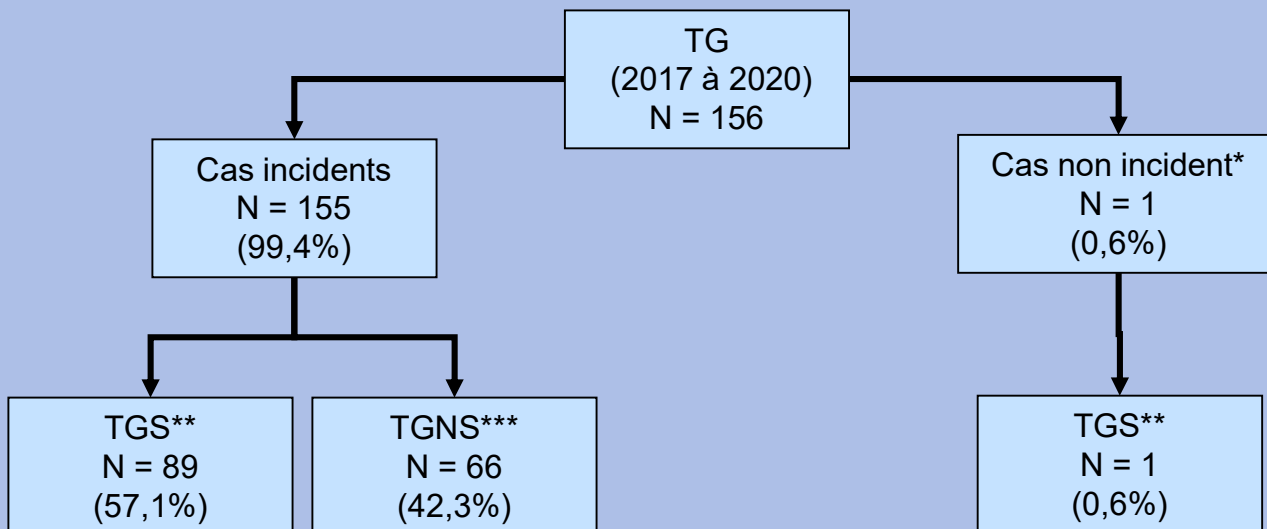 TG
(2017 à 2020)
N = 156
Cas incidents
N = 155
(99,4%)
Cas non incident*
N = 1
(0,6%)
TGS**
N = 89
(57,1%)
TGNS***
N = 66
(42,3%)
TGS**
N = 1
(0,6%)